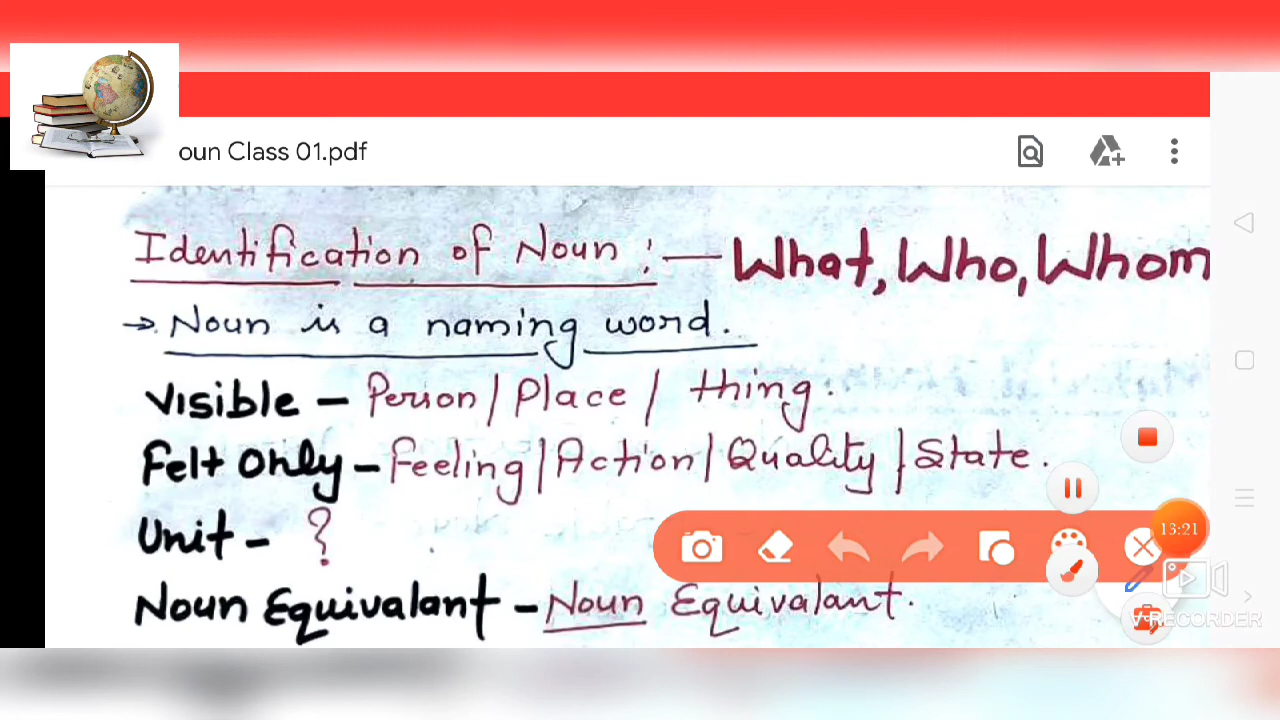 oun Class 01.pdf
Identification of Noun :— What, Who, Whom
→ Noun is a naming word.
Visible – Person / Place / thing.
Felt Only – Feeling / Action / Quality / State.
Unit – ?
13:21
Noun Equivalant – Noun Equivalant.
V RECORDER